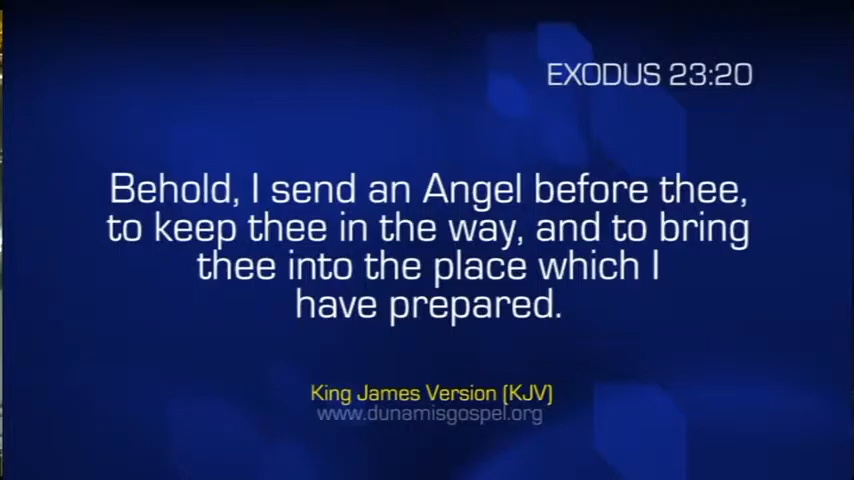 EXODUS 23:20
Behold, I send an Angel before thee,
to keep thee in the way, and to bring
thee into the place which I
have prepared.
King James Version (KJV)
www.dunamisgospel.org